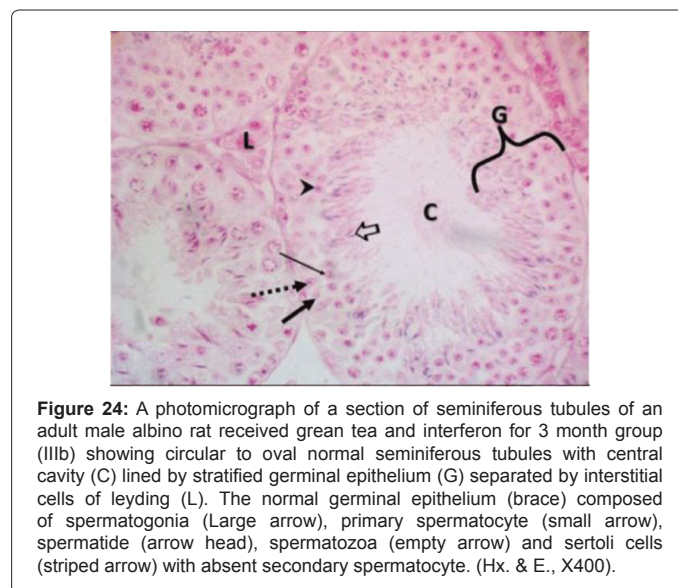 G
L
C
Figure 24: A photomicrograph of a section of seminiferous tubules of an
adult male albino rat received grean tea and interferon for 3 month group
(IIIb) showing circular to oval normal seminiferous tubules with central
cavity (C) lined by stratified germinal epithelium (G) separated by interstitial
cells of leyding (L). The normal germinal epithelium (brace) composed
of spermatogonia (Large arrow), primary spermatocyte (small arrow),
spermatide (arrow head), spermatozoa (empty arrow) and sertoli cells
(striped arrow) with absent secondary spermatocyte. (Hx. & E., X400).